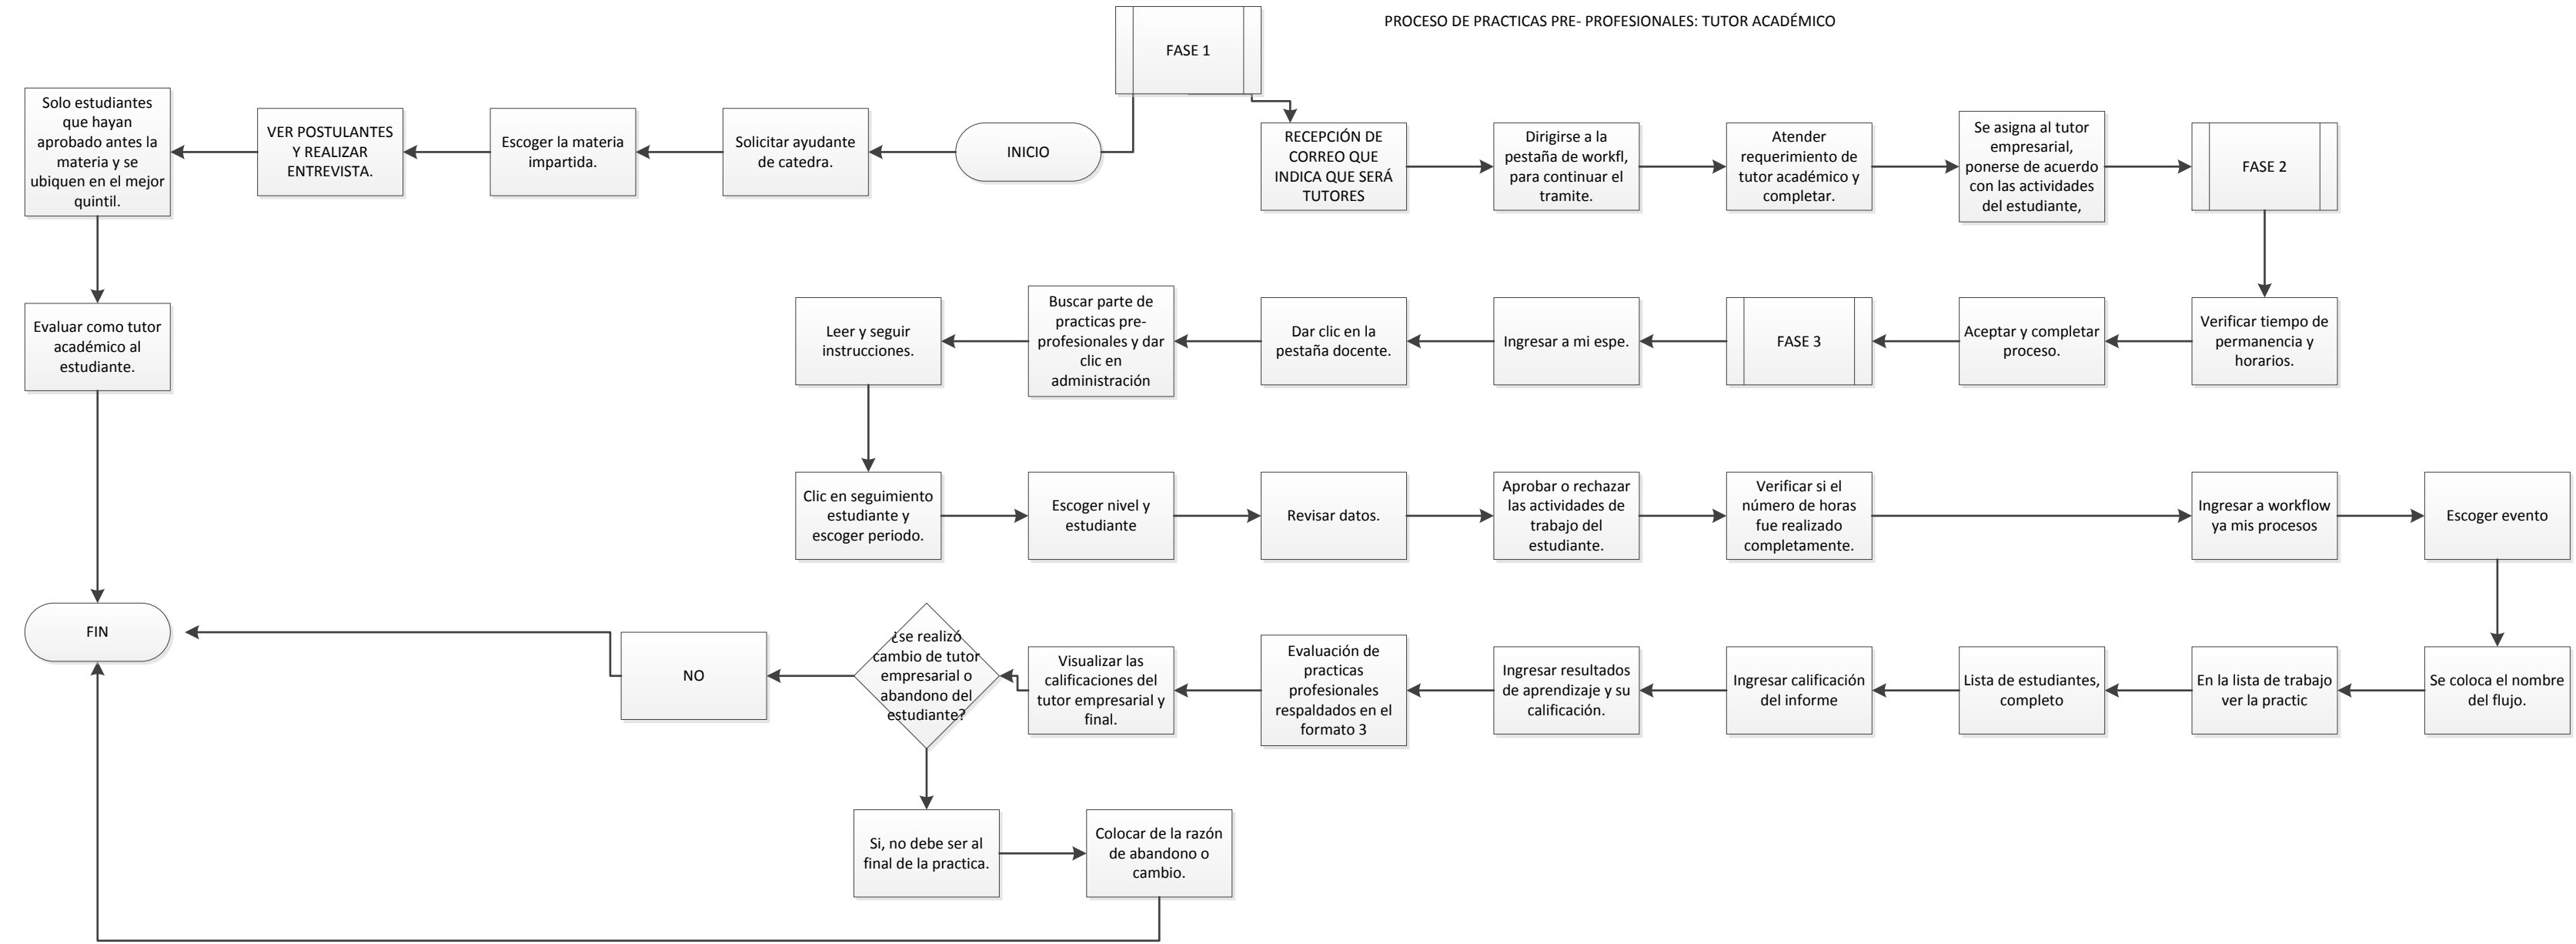 PROCESO DE PRACTICAS PRE- PROFESIONALES: TUTOR ACADÉMICO
FASE 1
Solo estudiantes
que hayan
aprobado antes la
materia y se
ubiquen en el mejor
quintil.
VER POSTULANTES
Y REALIZAR
ENTREVISTA.
Escoger la materia
impartida.
Solicitar ayudante
de catedra.
INICIO
RECEPCIÓN DE
CORREO QUE
INDICA QUE SERÁ
TUTORES
Dirigirse a la
pestaña de workfl,
para continuar el
tramite.
Atender
requerimiento de
tutor académico y
completar.
Se asigna al tutor
empresarial,
ponerse de acuerdo
con las actividades
del estudiante,
FASE 2
Evaluar como tutor
académico al
estudiante.
Leer y seguir
instrucciones.
Buscar parte de
practicas pre-
profesionales y dar
clic en
administración
Dar clic en la
pestaña docente.
Ingresar a mi espe.
FASE 3
Aceptar y completar
proceso.
Verificar tiempo de
permanencia y
horarios.
Clic en seguimiento
estudiante y
escoger periodo.
Escoger nivel y
estudiante
Revisar datos.
Aprobar o rechazar
las actividades de
trabajo del
estudiante.
Verificar si el
número de horas
fue realizado
completamente.
Ingresar a workflow
ya mis procesos
Escoger evento
FIN
NO
¿se realizó
cambio de tutor
empresarial o
abandono del
estudiante?
Visualizar las
calificaciones del
tutor empresarial y
final.
Evaluación de
practicas
profesionales
respaldados en el
formato 3
Ingresar resultados
de aprendizaje y su
calificación.
Ingresar calificación
del informe
Lista de estudiantes,
completo
En la lista de trabajo
ver la practic
Se coloca el nombre
del flujo.
Si, no debe ser al
final de la practica.
Colocar de la razón
de abandono o
cambio.